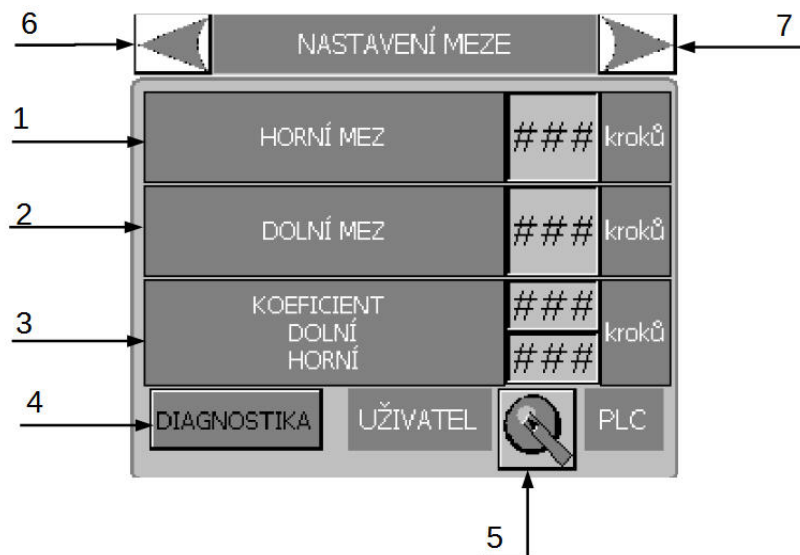 6
NASTAVENÍ MEZE
7
1
HORNÍ MEZ
###
kroků
2
DOLNÍ MEZ
###
kroků
3
KOEFICIENT
DOLNÍ
HORNÍ
###
###
kroků
4
DIAGNOSTIKA
UŽIVATEL
PLC
5